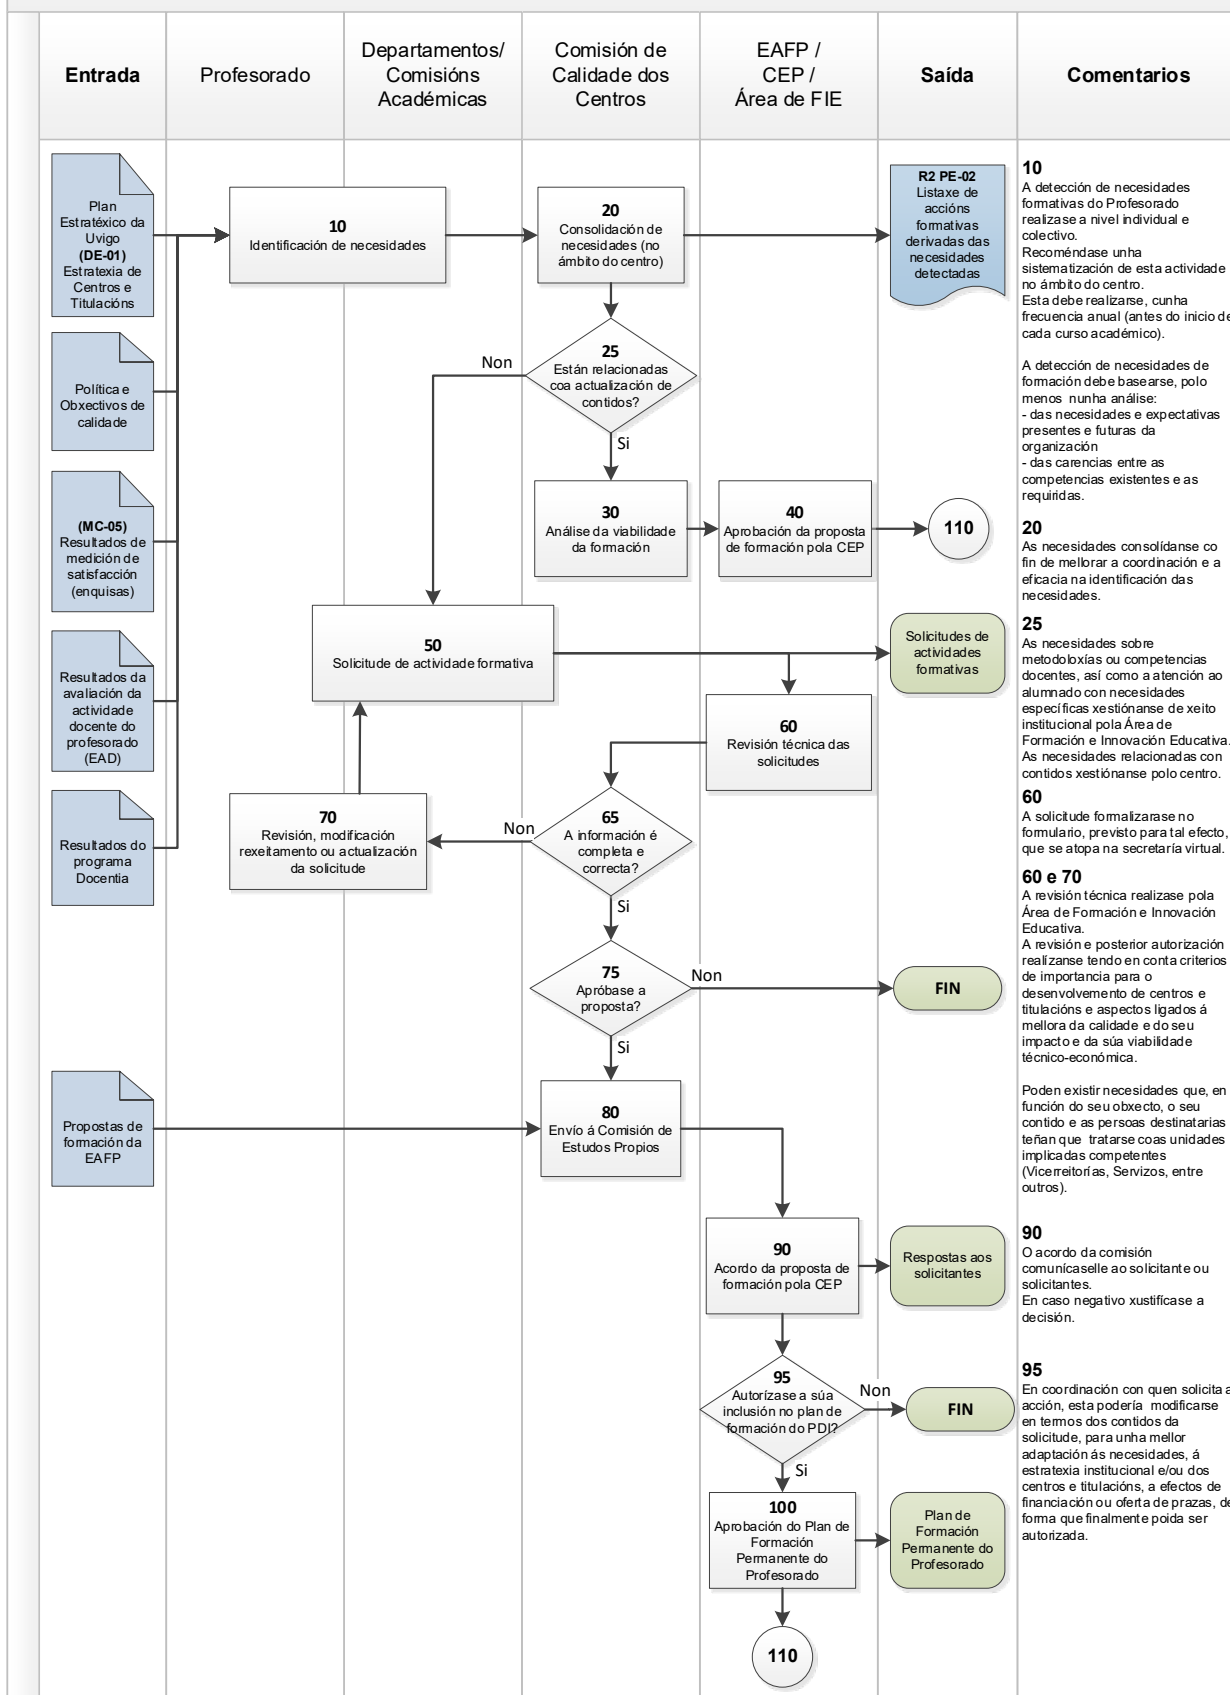 Entrada
Profesorado
Departamentos/
Comisións
Académicas
Comisión de
Calidade dos
Centros
EAFP /
CEP /
Área de FIE
Saída
Comentarios
Plan
Estratéxico da
Uvigo
(DE-01)
Estratexia de
Centros e
Titulacións
Política e
Obxectivos de
calidade
(MC-05)
Resultados de
medición de
satisfacción
(enquisas)
Resultados da
avaliación da
actividade
docente do
profesorado
(EAD)
Resultados do
programa
Docentia
Propostas de
formación da
EAFP
10
Identificación de necesidades
20
Consolidación de
necesidades (no
ámbito do centro)
R2 PE-02
Listaxe de
accións
formativas
derivadas das
necesidades
detectadas
25
Están relacionadas
coa actualización de
contidos?
Non
Si
30
Análise da viabilidade
da formación
40
Aprobación da proposta
de formación pola CEP
110
50
Solicitude de actividade formativa
Solicitudes de
actividades
formativas
60
Revisión técnica das
solicitudes
65
A información é
completa e
correcta?
Non
Si
70
Revisión, modificación
rexeitamento ou actualización
da solicitude
75
Apróbase a
proposta?
Non
Si
FIN
80
Envío á Comisión de
Estudos Propios
90
Acordo da proposta de
formación pola CEP
Respostas aos
solicitantes
95
Autorízase a súa
inclusión no plan de
formación do PDI?
Non
Si
FIN
100
Aprobación do Plan de
Formación
Permanente do
Profesorado
Plan de
Formación
Permanente do
Profesorado
110
10
A detección de necesidades
formativas do Profesorado
realizase a nivel individual e
colectivo.
Recoméndase unha
sistematización de esta actividade
no ámbito do centro.
Esta debe realizarse, cunha
frecuencia anual (antes do inicio de
cada curso académico).
A detección de necesidades de
formación debe basearse, polo
menos nunha análise:
- das necesidades e expectativas
presentes e futuras da
organización
- das carencias entre as
competencias existentes e as
requiridas.
20
As necesidades consolídanse co
fin de mellorar a coordinación e a
eficacia na identificación das
necesidades.
25
As necesidades sobre
metodoloxías ou competencias
docentes, así como a atención ao
alumnado con necesidades
específicas xestiónanse de xeito
institucional pola Área de
Formación e Innovación Educativa.
As necesidades relacionadas con
contidos xestiónanse polo centro.
60
A solicitude formalizarase no
formulario, previsto para tal efecto,
que se atopa na secretaría virtual.
60 e 70
A revisión técnica realizase pola
Área de Formación e Innovación
Educativa.
A revisión e posterior autorización
realízanse tendo en conta criterios
de importancia para o
desenvolvemento de centros e
titulacións e aspectos ligados á
mellora da calidade e do seu
impacto e da súa viabilidade
técnico-económica.
Poden existir necesidades que, en
función do seu obxecto, o seu
contido e as persoas destinatarias
teñan que tratarse coas unidades
implicadas competentes
(Vicerreitorías, Servizos, entre
outros).
90
O acordo da comisión
comunícaselle ao solicitante ou
solicitantes.
En caso negativo xustifícase a
decisión.
95
En coordinación con quen solicita a
acción, esta podería modificarse
en termos dos contidos da
solicitude, para unha mellor
adaptación ás necesidades, á
estratexia institucional e/ou dos
centros e titulacións, a efectos de
financiación ou oferta de prazas, de
forma que finalmente poida ser
autorizada.